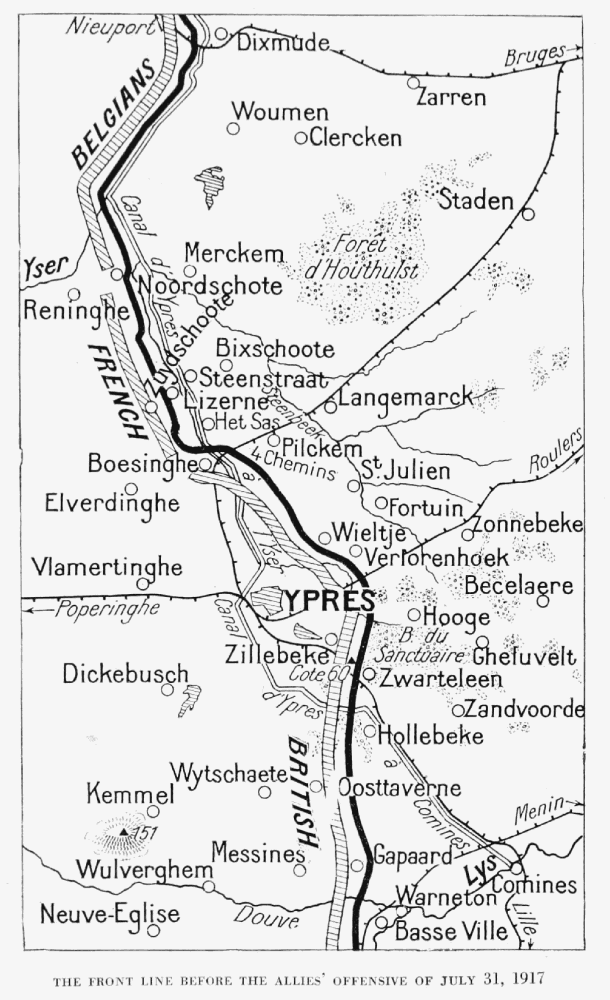 Nieuport
Dixmude
Bruges
Zarren
BELGIANS
Woumen
Clercken
Staden
Canal d'Ypres
Forêt
d'Houthulst
Merckem
Yser
Noordschote
Reninghe
Luydschoote
Bixschoote
FRENCH
Steenstraat
Lizerne
Steenbeek
Langemarck
Het Sas
Pilckem
4 Chemins
Boesinghe
St. Julien
Roulers
Elverdinghe
Fortuin
à l'Yser
Wieltje
Zonnebeke
Verlorenhoek
Vlamertinghe
Becelaere
YPRES
Poperinghe
Hooge
Canal
B. du
Sanctuaire
Zillebeke
Gheluvelt
Cote 60
Dickebusch
Zwarteleen
d'Ypres
Zandvoorde
Hollebeke
BRITISH
à
Wytschaete
Oosttaverne
Kemmel
Comines
Menin
151
Messines
Gapaard
Wulverghem
Lys
Comines
Neuve-Eglise
Douve
Warneton
Basse Ville
Lille
THE FRONT LINE BEFORE THE ALLIES' OFFENSIVE OF JULY 31, 1917